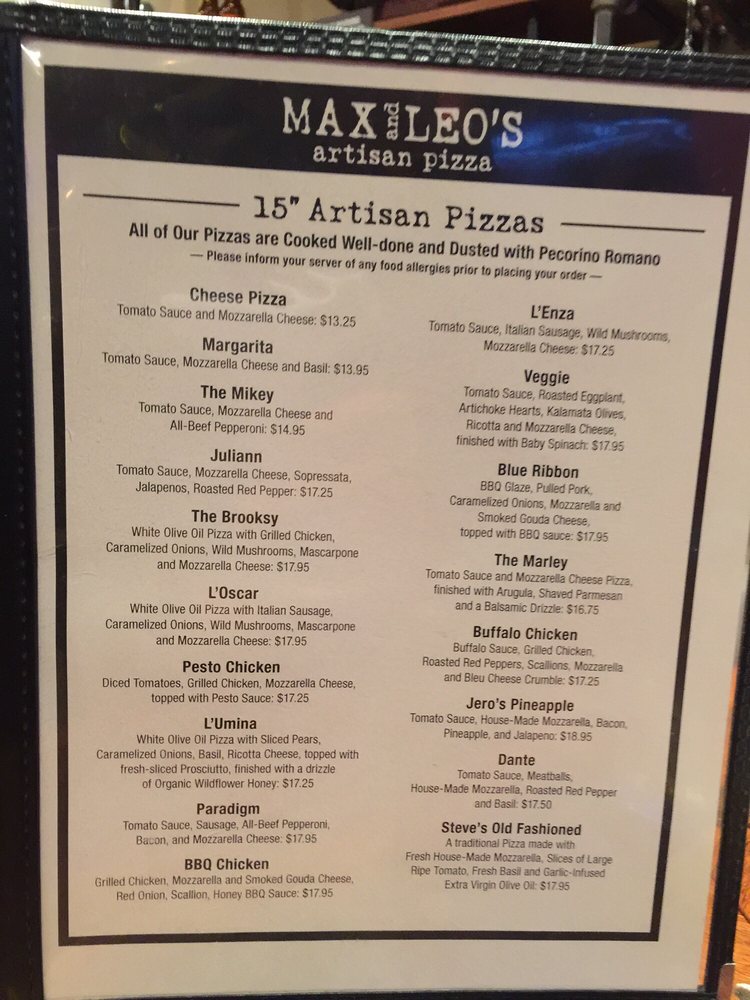 MAX and LEO'S
artisan pizza
15" Artisan Pizzas
All of Our Pizzas are Cooked Well-done and Dusted with Pecorino Romano
— Please inform your server of any food allergies prior to placing your order —
Cheese Pizza
Tomato Sauce and Mozzarella Cheese: $13.25
Margarita
Tomato Sauce, Mozzarella Cheese and Basil: $13.95
The Mikey
Tomato Sauce, Mozzarella Cheese and
All-Beef Pepperoni: $14.95
Juliann
Tomato Sauce, Mozzarella Cheese, Sopressata,
Jalapenos, Roasted Red Pepper: $17.25
The Brooksy
White Olive Oil Pizza with Grilled Chicken,
Caramelized Onions, Wild Mushrooms, Mascarpone
and Mozzarella Cheese: $17.95
L'Oscar
White Olive Oil Pizza with Italian Sausage,
Caramelized Onions, Wild Mushrooms, Mascarpone
and Mozzarella Cheese: $17.95
Pesto Chicken
Diced Tomatoes, Grilled Chicken, Mozzarella Cheese,
topped with Pesto Sauce: $17.25
L'Umina
White Olive Oil Pizza with Sliced Pears,
Caramelized Onions, Basil, Ricotta Cheese, topped with
fresh-sliced Prosciutto, finished with a drizzle
of Organic Wildflower Honey: $17.25
Paradigm
Tomato Sauce, Sausage, All-Beef Pepperoni,
Bacon, and Mozzarella Cheese: $17.95
BBQ Chicken
Grilled Chicken, Mozzarella and Smoked Gouda Cheese,
Red Onion, Scallion, Honey BBQ Sauce: $17.95
L'Enza
Tomato Sauce, Italian Sausage, Wild Mushrooms,
Mozzarella Cheese: $17.25
Veggie
Tomato Sauce, Roasted Eggplant,
Artichoke Hearts, Kalamata Olives,
Ricotta and Mozzarella Cheese,
finished with Baby Spinach: $17.95
Blue Ribbon
BBQ Glaze, Pulled Pork,
Caramelized Onions, Mozzarella and
Smoked Gouda Cheese,
topped with BBQ sauce: $17.95
The Marley
Tomato Sauce and Mozzarella Cheese Pizza,
finished with Arugula, Shaved Parmesan
and a Balsamic Drizzle: $16.75
Buffalo Chicken
Buffalo Sauce, Grilled Chicken,
Roasted Red Peppers, Scallions, Mozzarella
and Bleu Cheese Crumble: $17.25
Jero's Pineapple
Tomato Sauce, House-Made Mozzarella, Bacon,
Pineapple, and Jalapeno: $18.95
Dante
Tomato Sauce, Meatballs,
House-Made Mozzarella, Roasted Red Pepper
and Basil: $17.50
Steve's Old Fashioned
A traditional Pizza made with
Fresh House-Made Mozzarella, Slices of Large
Ripe Tomato, Fresh Basil and Garlic-Infused
Extra Virgin Olive Oil: $17.95